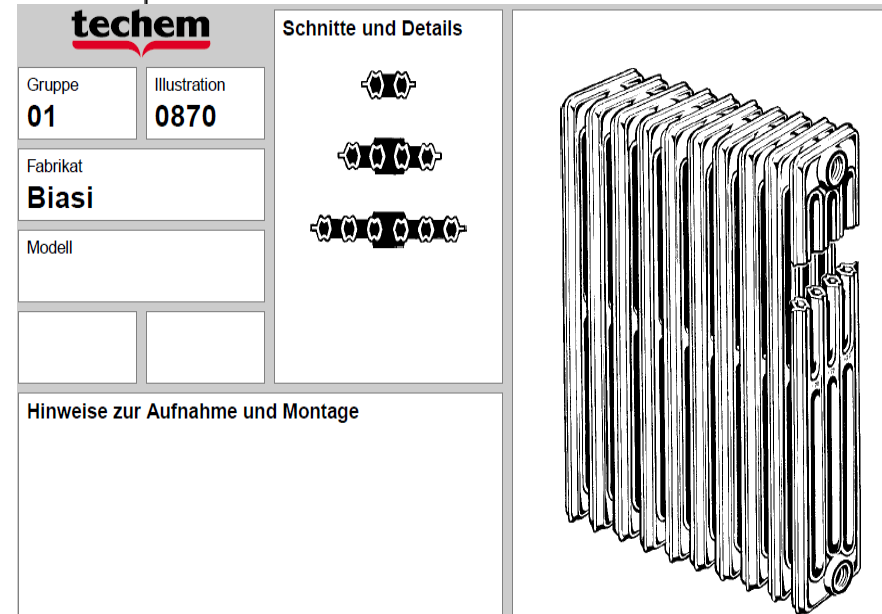 techem
Schnitte und Details
Gruppe
01
Illustration
0870
Fabrikat
Biasi
Modell
Hinweise zur Aufnahme und Montage